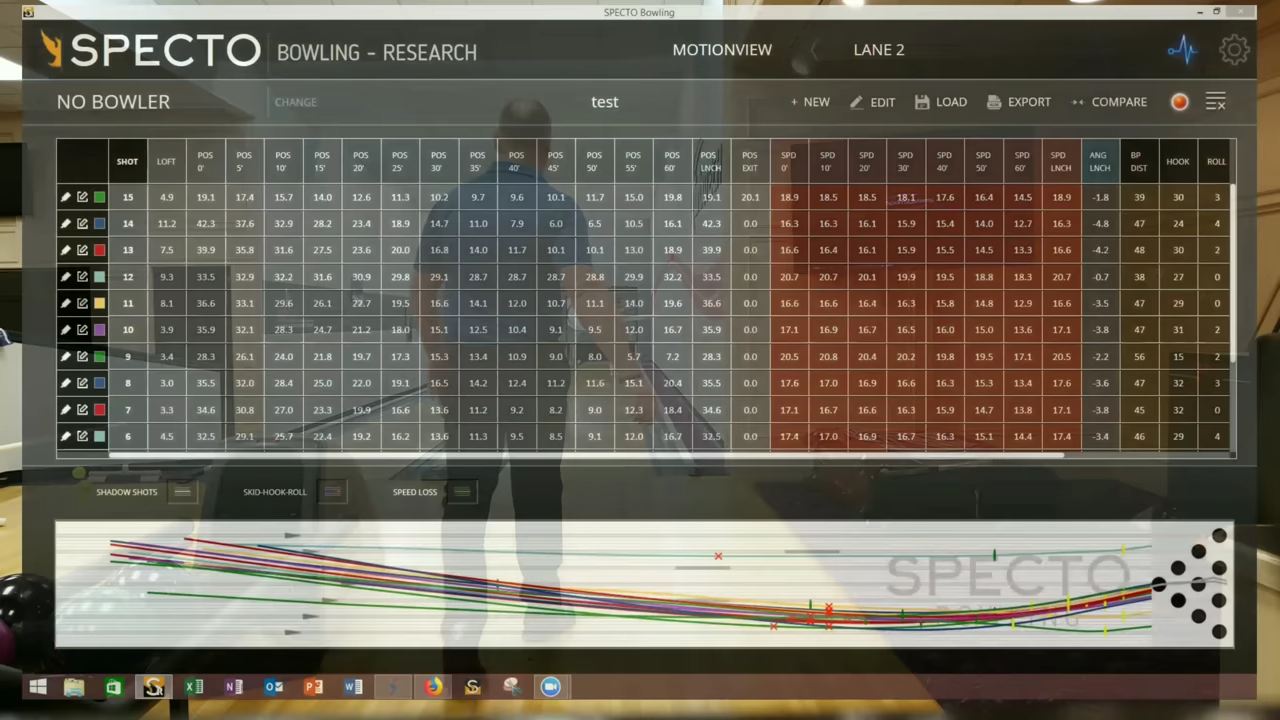 SPECTO Bowling
SPECTO BOWLING - RESEARCH MOTIONVIEW LANE 2
NO BOWLER CHANGE test + NEW EDIT LOAD EXPORT COMPARE
SHOT LOFT POS 0' POS 5' POS 10' POS 15' POS 20' POS 25' POS 30' POS 35' POS 40' POS 45' POS 50' POS 55' POS 60' POS LNCH POS EXIT SPD 0' SPD 10' SPD 20' SPD 30' SPD 40' SPD 50' SPD 60' SPD LNCH ANG LNCH BP DIST HOOK ROLL
15 4.9 19.1 17.4 15.7 14.0 12.6 11.3 10.2 9.7 9.6 10.1 11.7 15.0 19.8 19.1 20.1 18.9 18.5 18.5 18.1 17.6 16.4 14.5 18.9 -1.8 39 30 3
14 11.2 42.3 37.6 32.9 28.2 23.4 18.9 14.7 11.0 7.9 6.0 6.5 10.5 16.1 42.3 0.0 16.3 16.3 16.1 15.9 15.4 14.0 12.7 16.3 -4.8 47 24 4
13 7.5 39.9 35.8 31.6 27.5 23.6 20.0 16.8 14.0 11.7 10.1 10.1 13.0 18.9 39.9 0.0 16.6 16.4 16.1 15.9 15.5 14.5 13.3 16.6 -4.2 48 30 2
12 9.3 33.5 32.9 32.2 31.6 30.9 29.8 29.1 28.7 28.7 28.7 28.8 29.9 32.2 33.5 0.0 20.7 20.7 20.1 19.9 19.5 18.8 18.3 20.7 -0.7 38 27 0
11 8.1 36.6 33.1 29.6 26.1 22.7 19.5 16.6 14.1 12.0 10.7 11.1 14.0 19.6 36.6 0.0 16.6 16.6 16.4 16.3 15.8 14.8 12.9 16.6 -3.5 47 29 0
10 3.9 35.9 32.1 28.3 24.7 21.2 18.0 15.1 12.5 10.4 9.1 9.5 12.0 16.7 35.9 0.0 17.1 16.9 16.7 16.5 16.0 15.0 13.6 17.1 -3.8 47 31 2
9 3.4 28.3 26.1 24.0 21.8 19.7 17.3 15.3 13.4 10.9 9.0 8.0 5.7 7.2 28.3 0.0 20.5 20.8 20.4 20.2 19.8 19.5 17.1 20.5 -2.2 56 15 2
8 3.0 35.5 32.0 28.4 25.0 22.0 19.1 16.5 14.2 12.4 11.2 11.6 15.1 20.4 35.5 0.0 17.6 17.0 16.9 16.6 16.3 15.3 13.4 17.6 -3.6 47 32 3
7 3.3 34.6 30.8 27.0 23.3 19.9 16.6 13.6 11.2 9.2 8.2 9.0 12.3 18.4 34.6 0.0 17.1 16.7 16.6 16.3 15.9 14.7 13.8 17.1 -3.8 45 32 0
6 4.5 32.5 29.1 25.7 22.4 19.2 16.2 13.6 11.3 9.5 8.5 9.1 12.0 16.7 32.5 0.0 17.4 17.0 16.9 16.7 16.3 15.1 14.4 17.4 -3.4 46 29 4
SHADOW SHOTS SKID-HOOK-ROLL SPEED LOSS
SPECTO